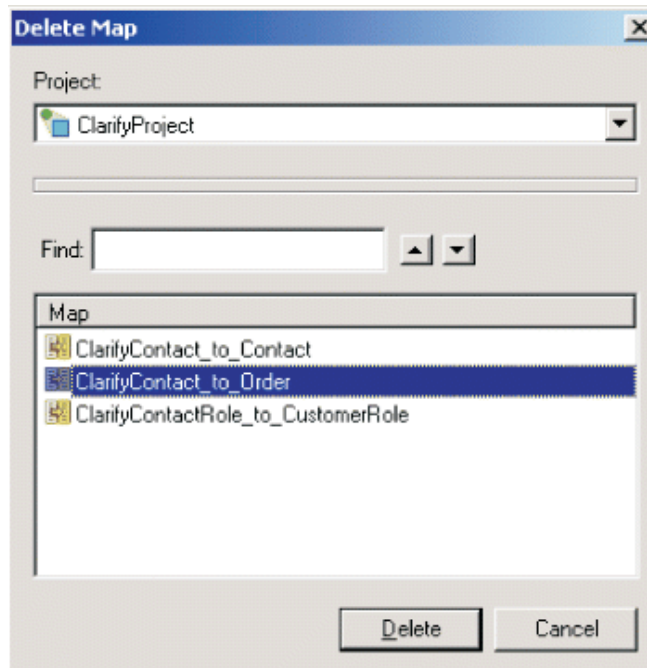 Delete Map
Project:
ClarifyProject
Find:
Map
ClarifyContact_to_Contact
ClarifyContact_to_Order
ClarifyContactRole_to_CustomerRole
Delete
Cancel